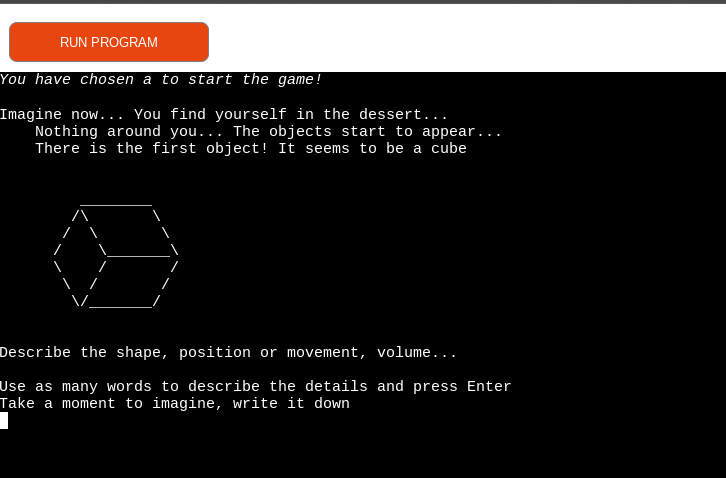 RUN PROGRAM
You have chosen a to start the game!
Imagine now... You find yourself in the dessert...
Nothing around you... The objects start to appear...
There is the first object! It seems to be a cube
Describe the shape, position or movement, volume...
Use as many words to describe the details and press Enter
Take a moment to imagine, write it down